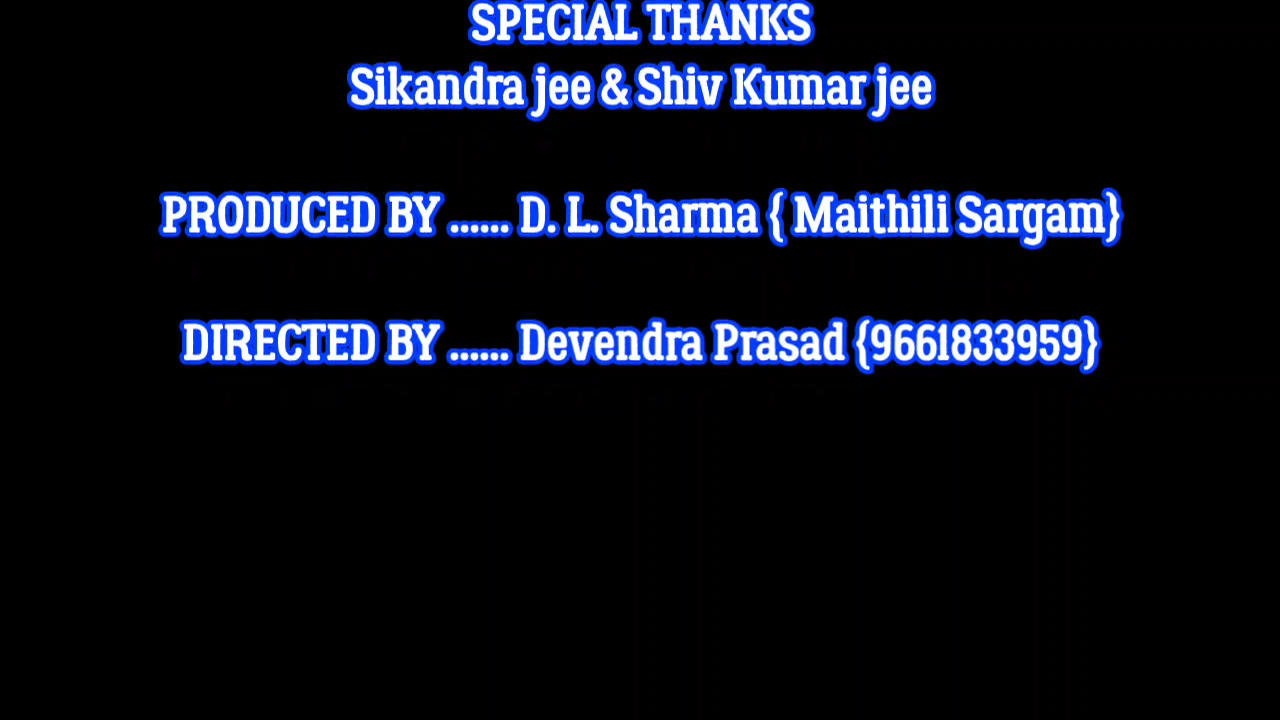 SPECIAL THANKS
Sikandra jee & Shiv Kumar jee
PRODUCED BY ...... D. L. Sharma { Maithili Sargam}
DIRECTED BY ...... Devendra Prasad {9661833959}